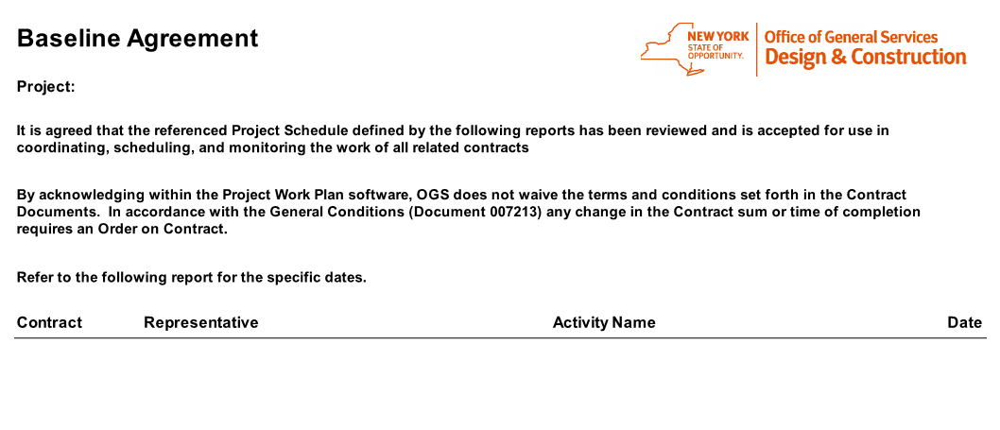 Baseline Agreement
NEW YORK
STATE OF
OPPORTUNITY.
Office of General Services
Design & Construction
Project:
It is agreed that the referenced Project Schedule defined by the following reports has been reviewed and is accepted for use in
coordinating, scheduling, and monitoring the work of all related contracts
By acknowledging within the Project Work Plan software, OGS does not waive the terms and conditions set forth in the Contract
Documents.  In accordance with the General Conditions (Document 007213) any change in the Contract sum or time of completion
requires an Order on Contract.
Refer to the following report for the specific dates.
Contract Representative Activity Name Date